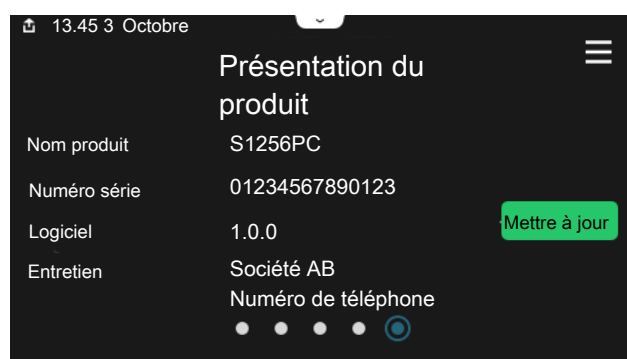 13.45 3 Octobre
Présentation du
produit
Nom produit S1256PC
Numéro série 01234567890123
Logiciel 1.0.0 Mettre à jour
Entretien Société AB
Numéro de téléphone